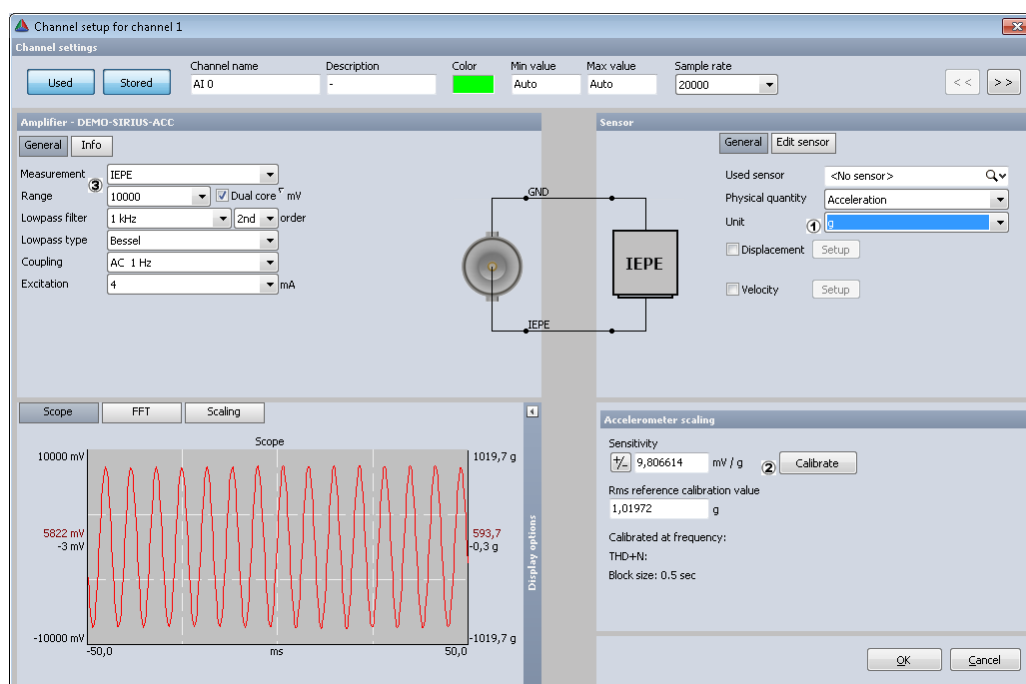 Channel setup for channel 1
Channel settings
Used
Stored
Channel name
AI 0
Description
-
Color
Min value
Auto
Max value
Auto
Sample rate
20000
<<
>>
Amplifier - DEMO-SIRIUS-ACC
General Info
Measurement IEPE
③
Range 10000 Dual core mV
Lowpass filter 1 kHz 2nd order
Lowpass type Bessel
Coupling AC 1 Hz
Excitation 4 mA
GND
IEPE
IEPE
Sensor
General Edit sensor
Used sensor <No sensor>
Physical quantity Acceleration
Unit ① g
Displacement Setup
Velocity Setup
Scope FFT Scaling
Scope
10000 mV 1019,7 g
5822 mV 593,7
-3 mV -0,3 g
-10000 mV -1019,7 g
-50,0 ms 50,0
Display options
Accelerometer scaling
Sensitivity
+/- 9,806614 mV / g ② Calibrate
Rms reference calibration value
1,01972 g
Calibrated at frequency:
THD+N:
Block size: 0.5 sec
OK Cancel